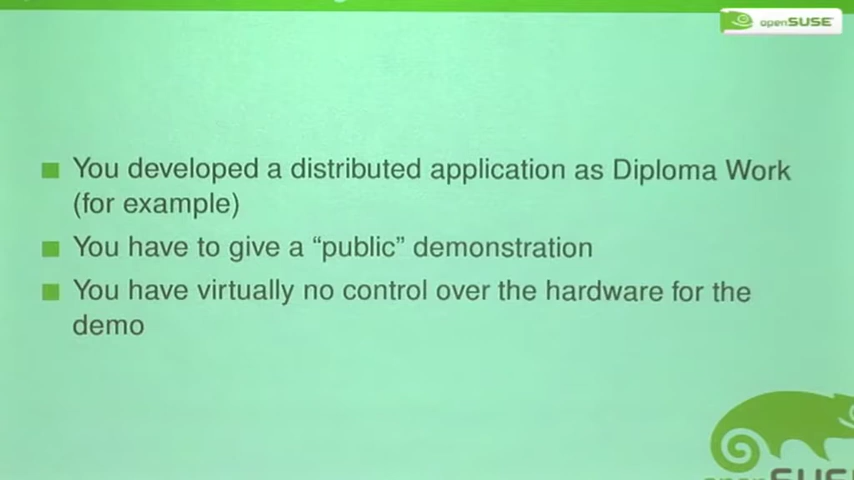 openSUSE
You developed a distributed application as Diploma Work
(for example)
You have to give a “public” demonstration
You have virtually no control over the hardware for the
demo